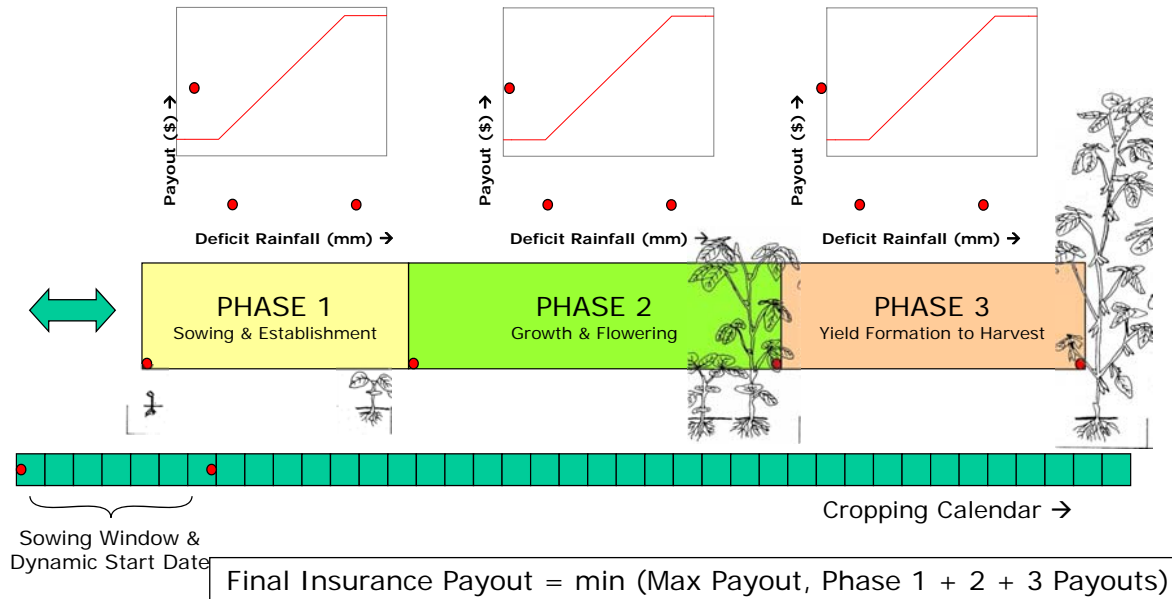 Payout ($) →
Deficit Rainfall (mm) →
Payout ($) →
Deficit Rainfall (mm) →
Payout ($) →
Deficit Rainfall (mm) →
PHASE 1
Sowing & Establishment
PHASE 2
Growth & Flowering
PHASE 3
Yield Formation to Harvest
Cropping Calendar →
Sowing Window &
Dynamic Start Date
Final Insurance Payout = min (Max Payout, Phase 1 + 2 + 3 Payouts)